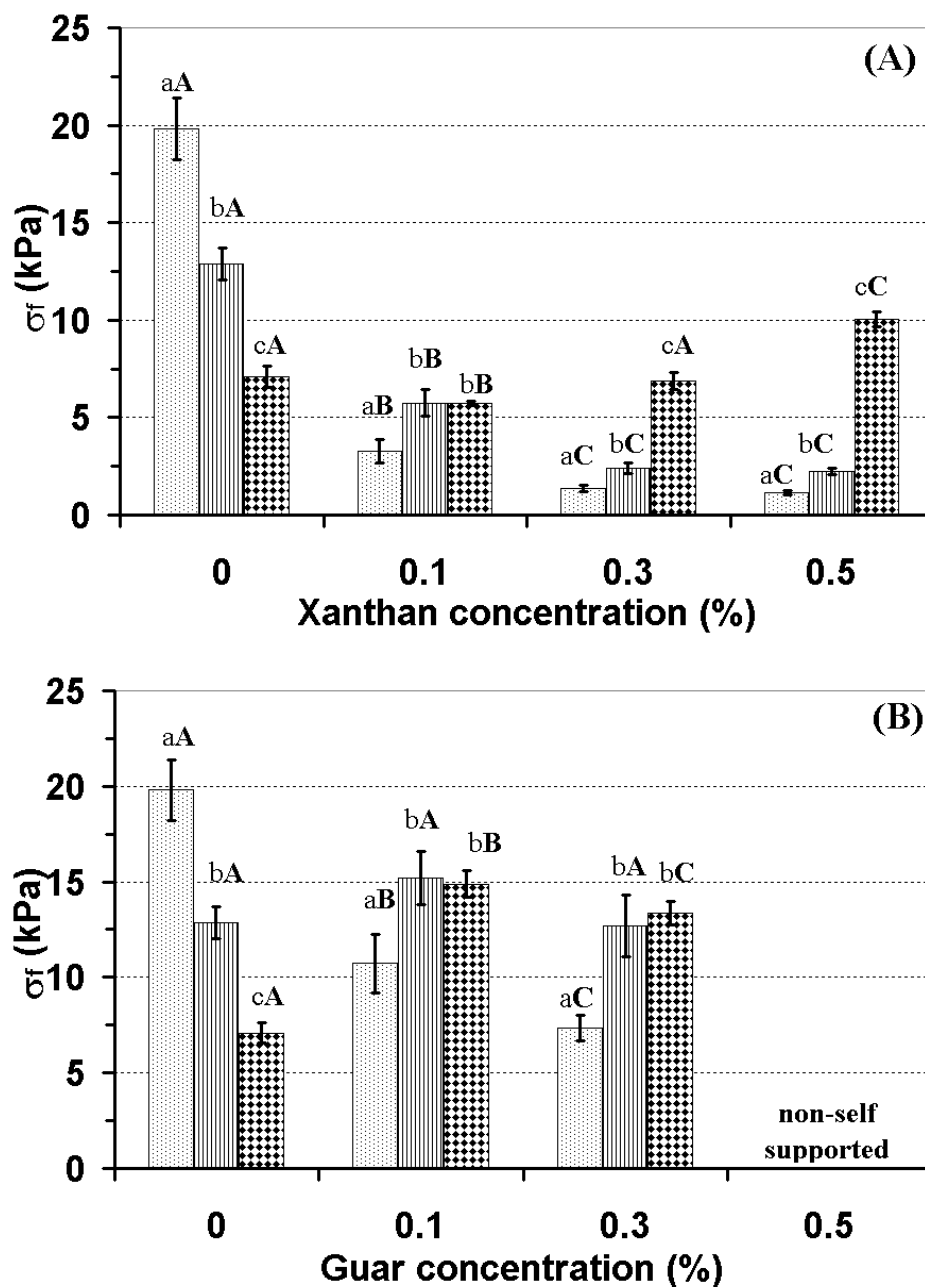 25
(A)
aA
20
bA
15
σf (kPa)
cC
10
cA
cA
bB
bB
5
aB
bC
bC
aC
aC
0
0 0.1 0.3 0.5
Xanthan concentration (%)
25
(B)
aA
20
bA
bB
bA
bA
bC
15
aB
σf (kPa)
10
cA
aC
5
non-self
supported
0
0 0.1 0.3 0.5
Guar concentration (%)